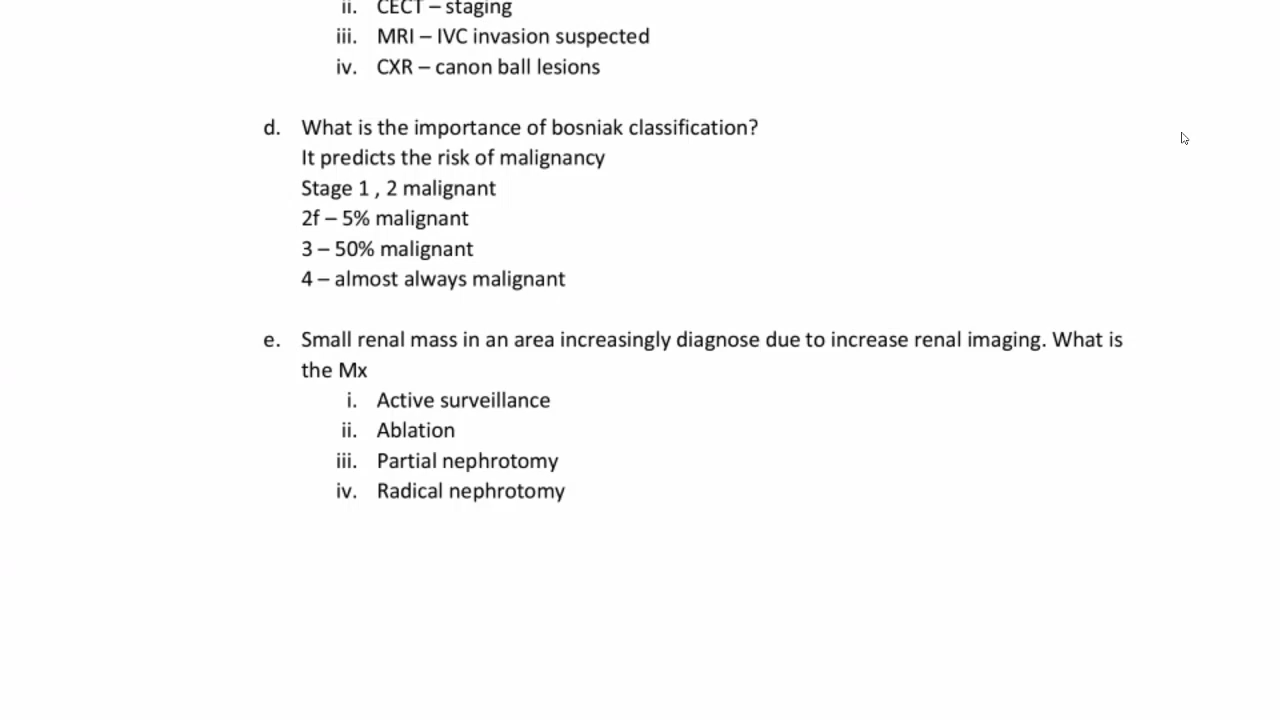 ii. CECT – staging
iii. MRI – IVC invasion suspected
iv. CXR – canon ball lesions
d. What is the importance of bosniak classification?
It predicts the risk of malignancy
Stage 1 , 2 malignant
2f – 5% malignant
3 – 50% malignant
4 – almost always malignant
e. Small renal mass in an area increasingly diagnose due to increase renal imaging. What is
the Mx
i. Active surveillance
ii. Ablation
iii. Partial nephrotomy
iv. Radical nephrotomy